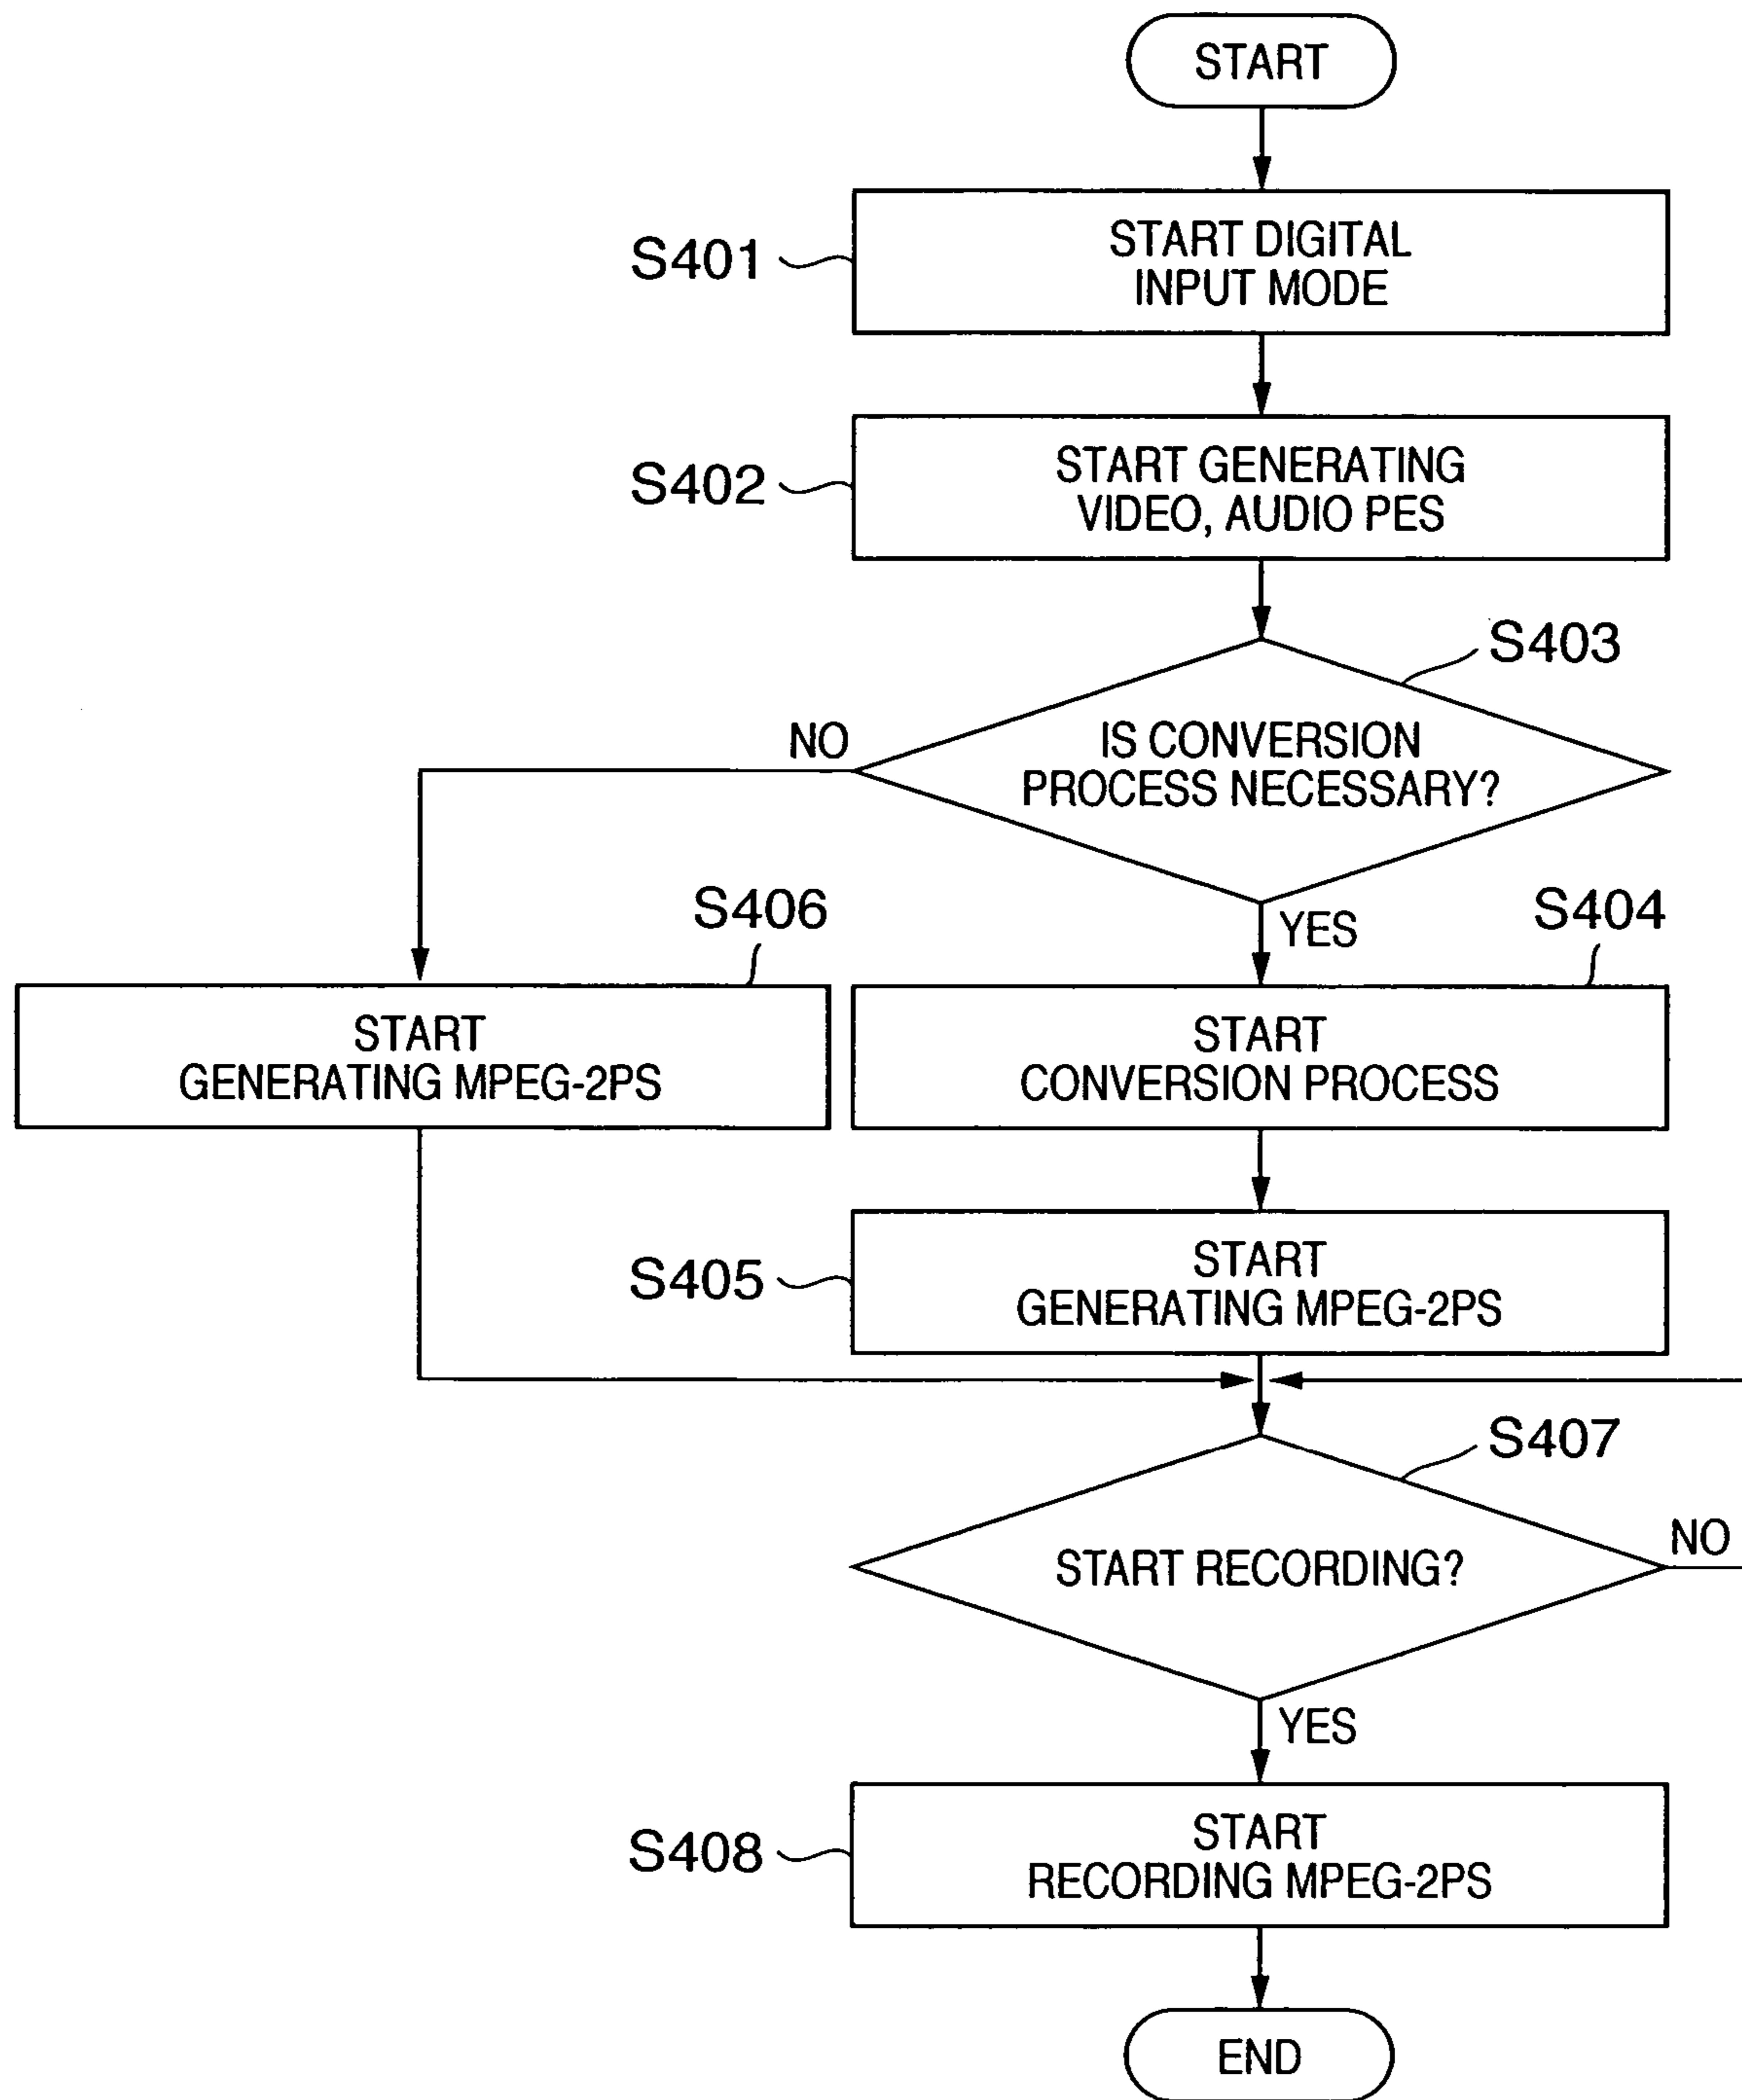 START
S401
START DIGITAL
INPUT MODE
S402
START GENERATING
VIDEO, AUDIO PES
S403
NO
IS CONVERSION
PROCESS NECESSARY?
YES
S406
S404
START
GENERATING MPEG-2PS
START
CONVERSION PROCESS
S405
START
GENERATING MPEG-2PS
S407
START RECORDING?
NO
YES
S408
START
RECORDING MPEG-2PS
END